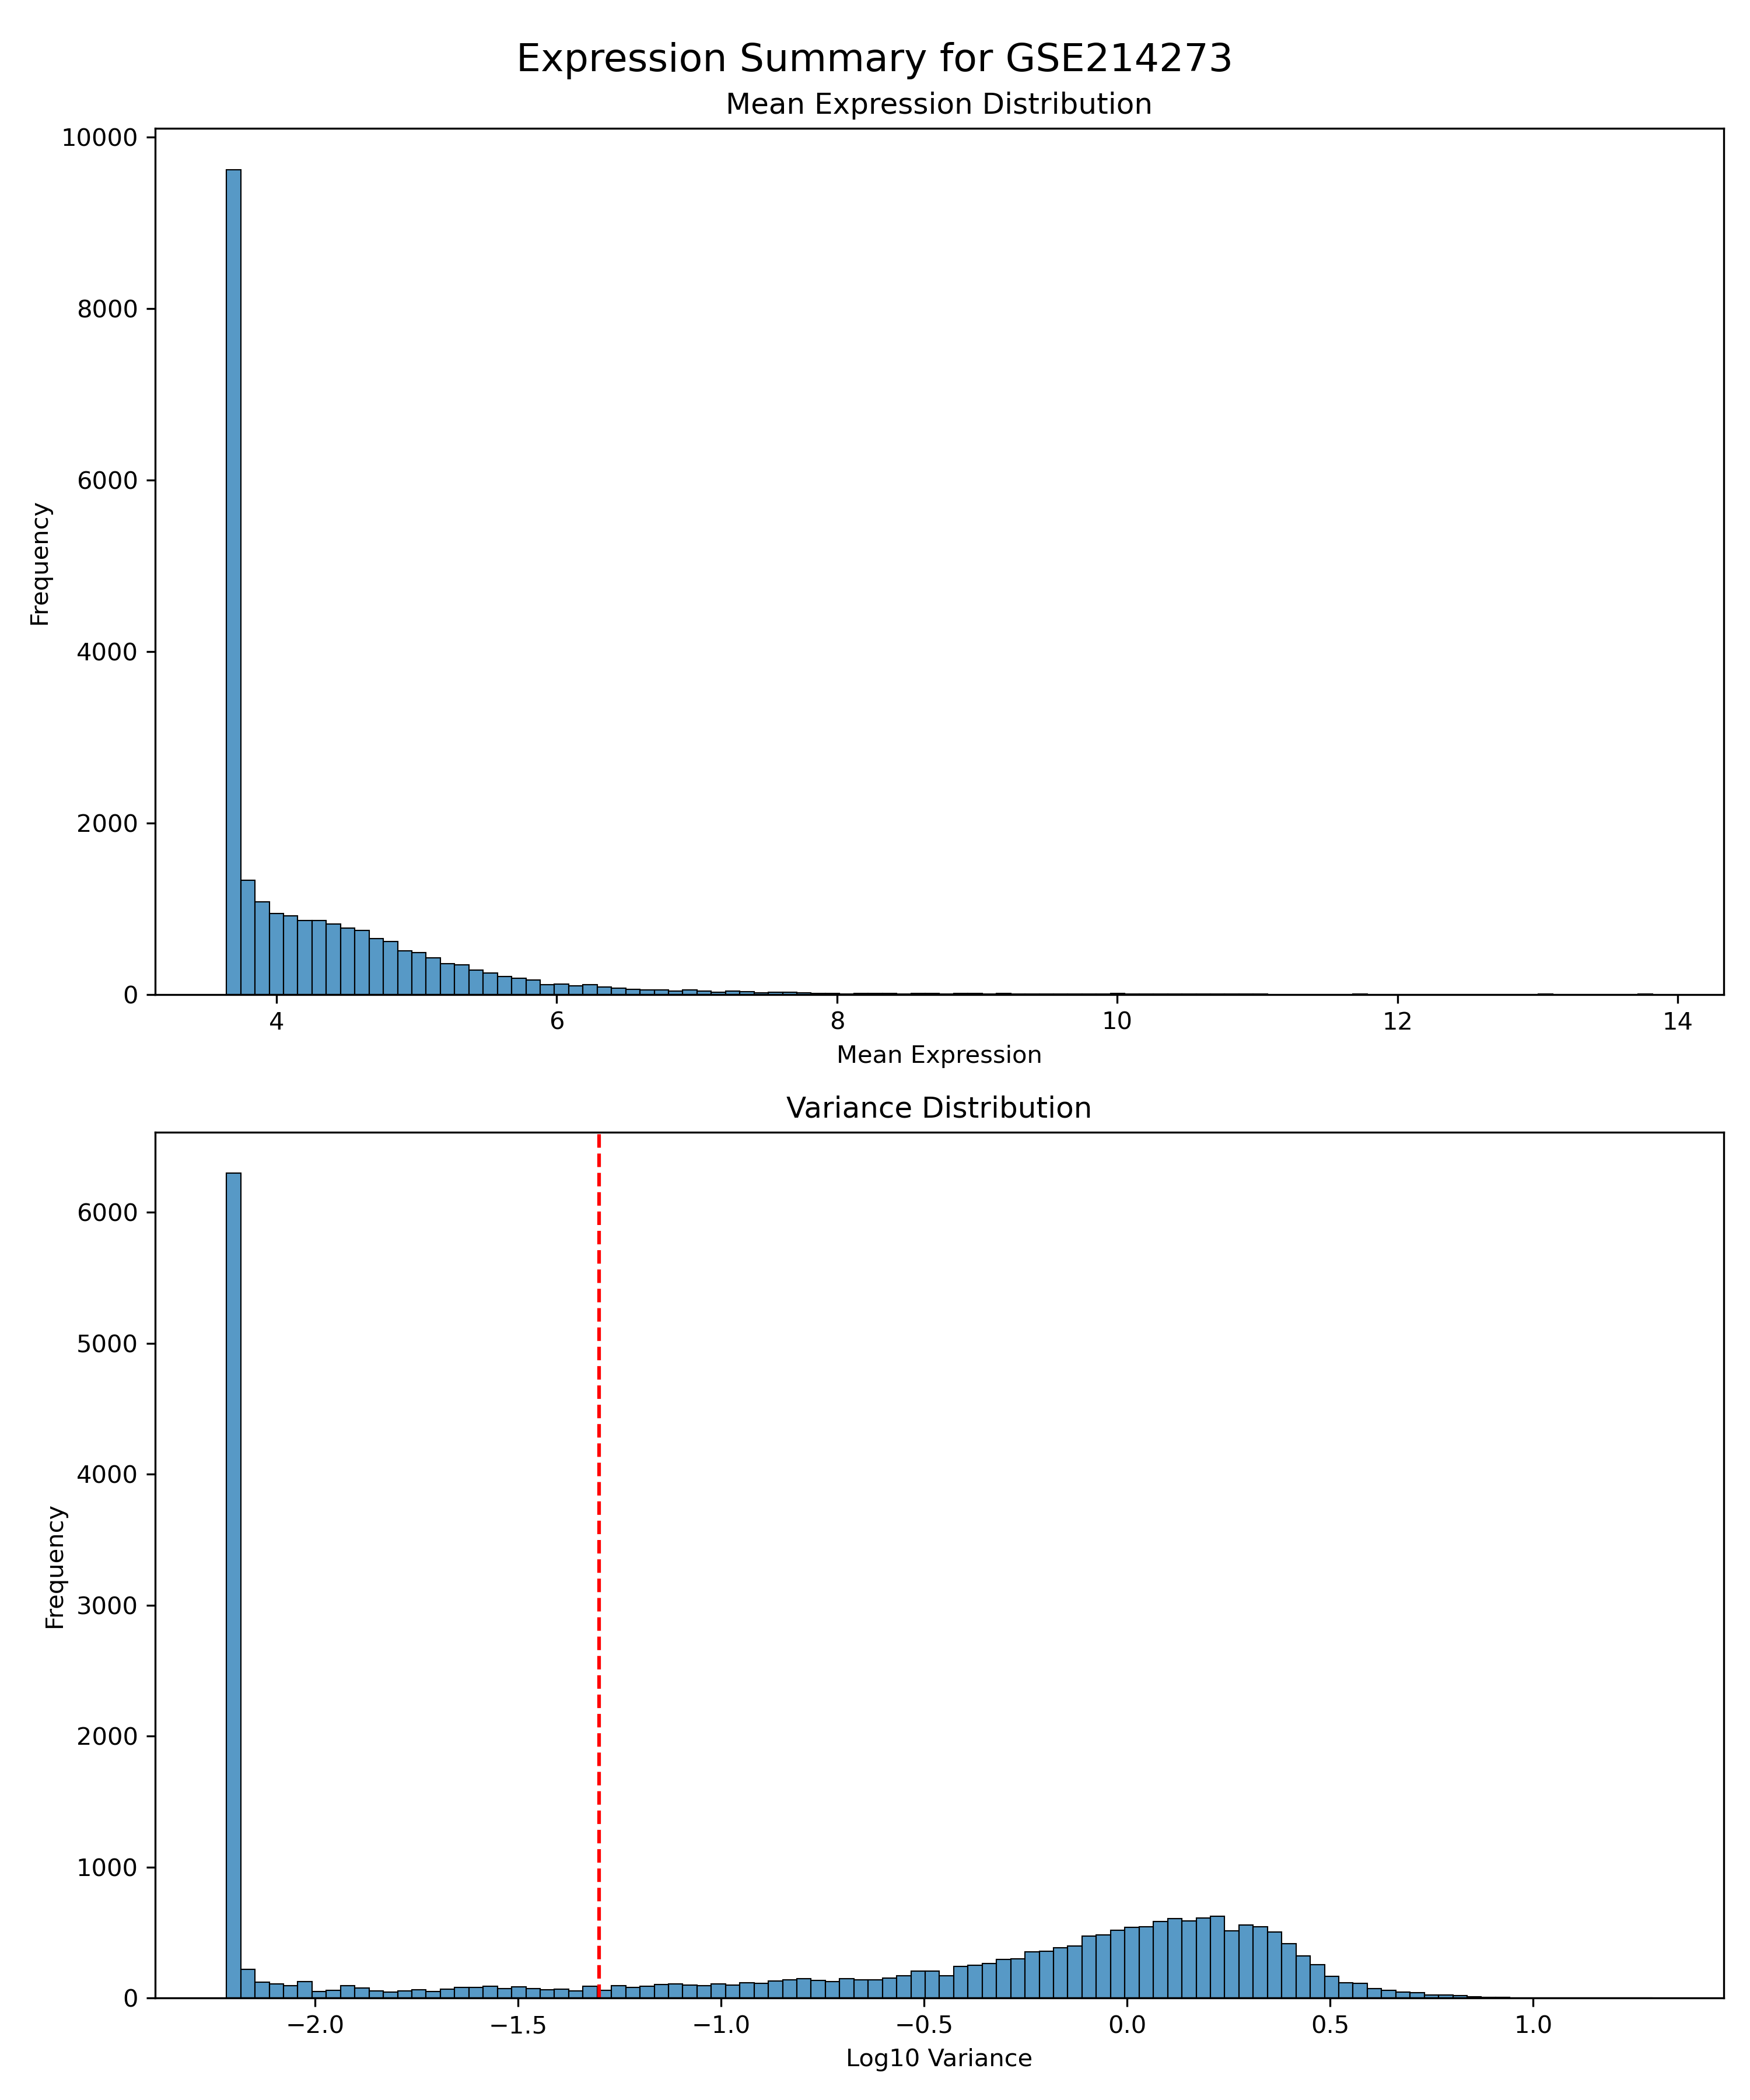 Expression Summary for GSE214273
Mean Expression Distribution
10000
8000
6000
4000
2000
0
Frequency
4 6 8 10 12 14
Mean Expression
Variance Distribution
6000
5000
4000
3000
2000
1000
0
Frequency
−2.0 −1.5 −1.0 −0.5 0.0 0.5 1.0
Log10 Variance